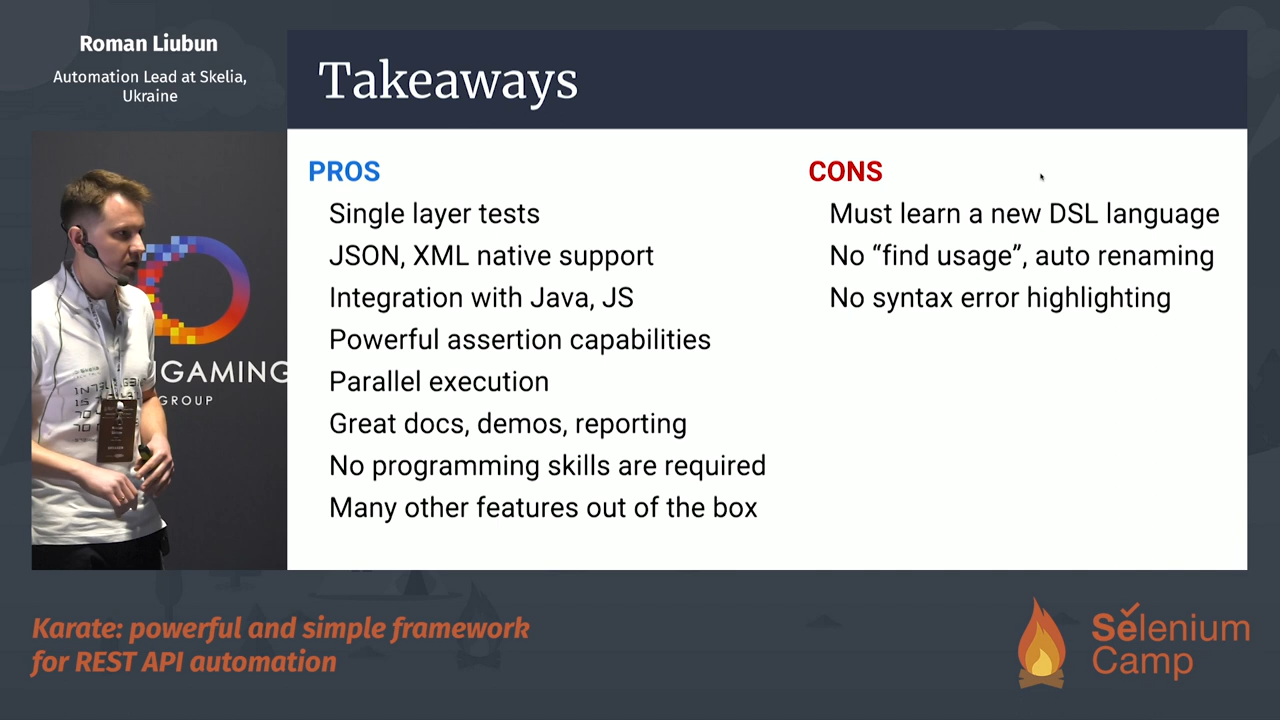 Roman Liubun
Automation Lead at Skelia,
Ukraine
Takeaways
PROS
Single layer tests
JSON, XML native support
Integration with Java, JS
Powerful assertion capabilities
Parallel execution
Great docs, demos, reporting
No programming skills are required
Many other features out of the box
CONS
Must learn a new DSL language
No “find usage”, auto renaming
No syntax error highlighting
GAMING
GROUP
Karate: powerful and simple framework
for REST API automation
Selenium
Camp